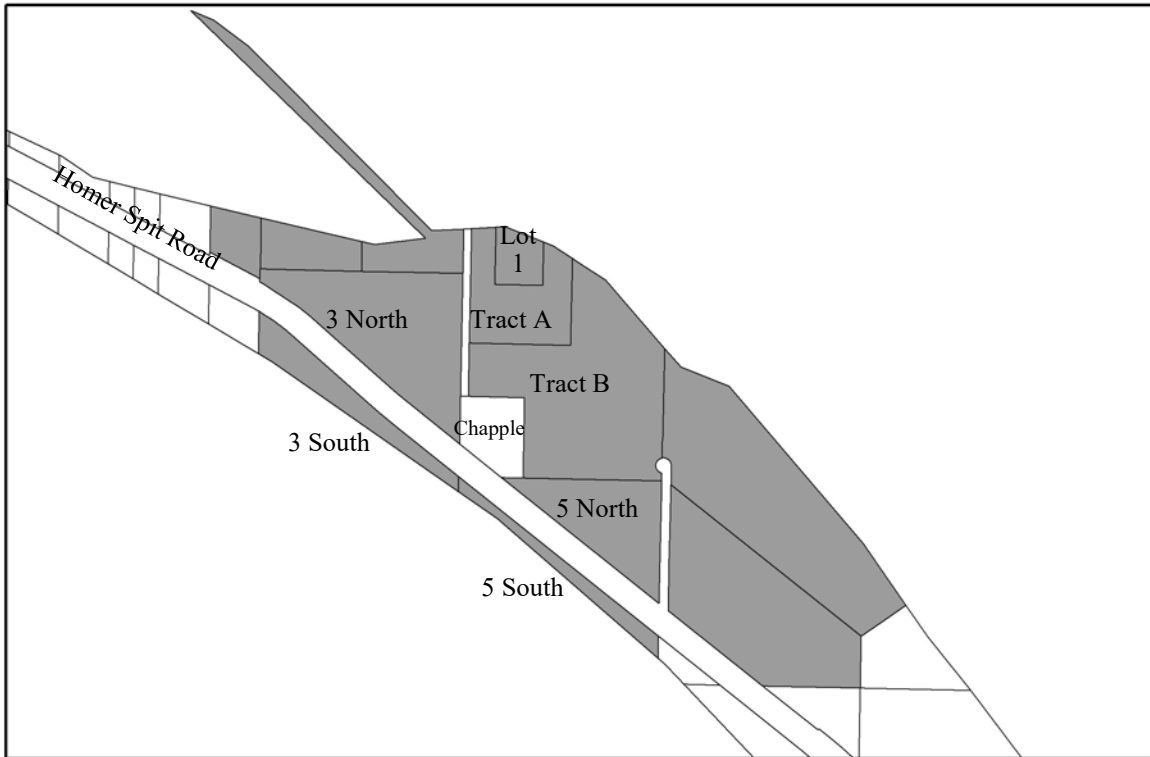 Homer Spit Road
Lot
1
3 North
Tract A
Tract B
Chapple
3 South
5 North
5 South